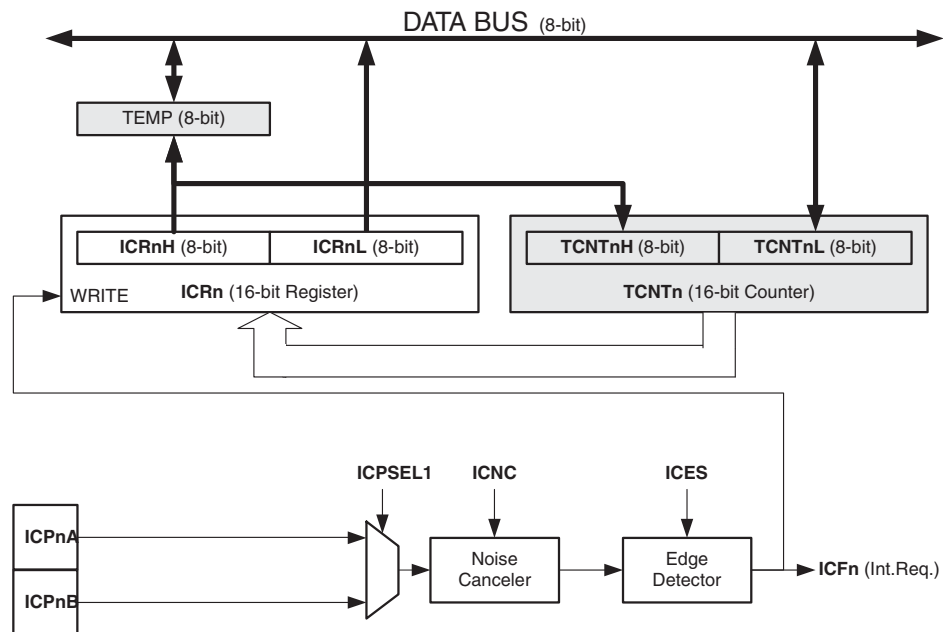 DATA BUS (8-bit)
TEMP (8-bit)
ICRnH (8-bit) ICRnL (8-bit) TCNTnH (8-bit) TCNTnL (8-bit)
WRITE ICRn (16-bit Register) TCNTn (16-bit Counter)
ICPSEL1 ICNC ICES
ICPnA
Noise
Canceler
Edge
Detector
ICFn (Int.Req.)
ICPnB